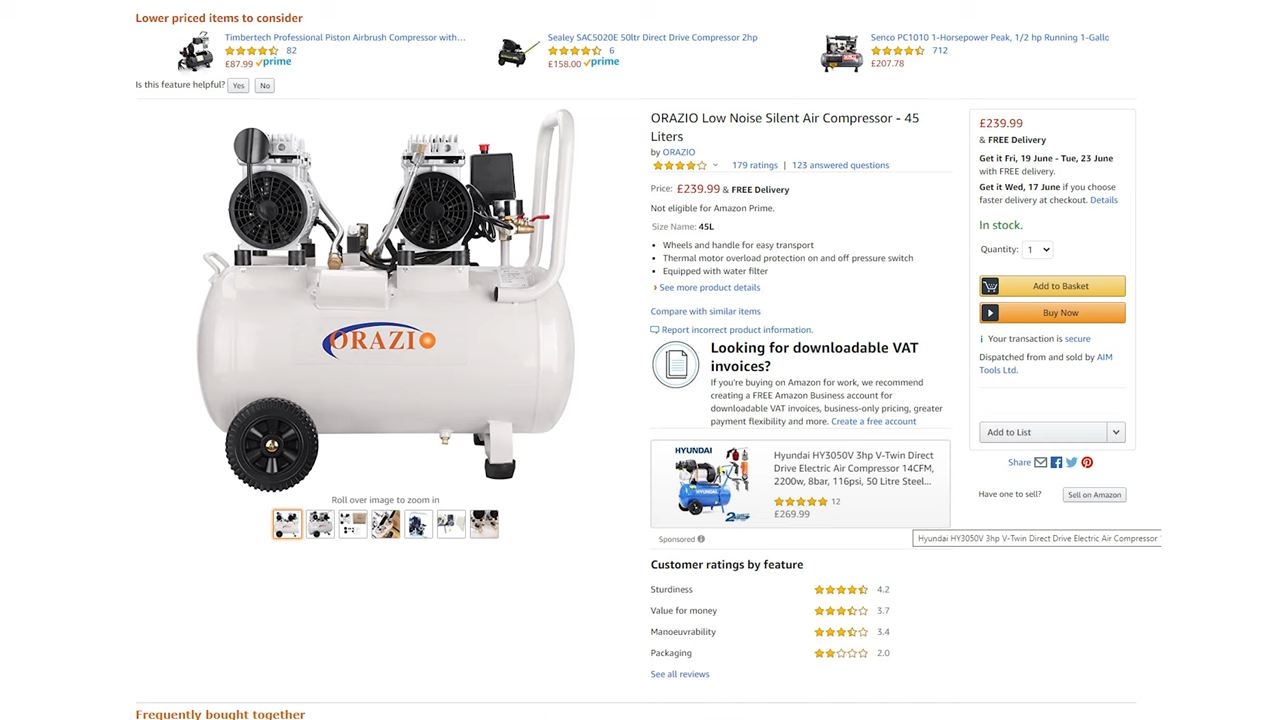 Lower priced items to consider
Timbertech Professional Piston Airbrush Compressor with...
82
£87.99 prime
Sealey SAC5020E 50ltr Direct Drive Compressor 2hp
6
£158.00 prime
Senco PC1010 1-Horsepower Peak, 1/2 hp Running 1-Gallo
712
£207.78
Is this feature helpful? Yes No
ORAZIO
Roll over image to zoom in
ORAZIO Low Noise Silent Air Compressor - 45
Liters
by ORAZIO
179 ratings | 123 answered questions
Price: £239.99 & FREE Delivery
Not eligible for Amazon Prime.
Size Name: 45L
• Wheels and handle for easy transport
• Thermal motor overload protection on and off pressure switch
• Equipped with water filter
› See more product details
Compare with similar items
Report incorrect product information.
Looking for downloadable VAT
invoices?
If you're buying on Amazon for work, we recommend
creating a FREE Amazon Business account for
downloadable VAT invoices, business-only pricing, greater
payment flexibility and more. Create a free account
HYUNDAI
Hyundai HY3050V 3hp V-Twin Direct
Drive Electric Air Compressor 14CFM,
2200w, 8bar, 116psi, 50 Litre Steel...
12
£269.99
Sponsored
Hyundai HY3050V 3hp V-Twin Direct Drive Electric Air Compressor
Customer ratings by feature
Sturdiness 4.2
Value for money 3.7
Manoeuvrability 3.4
Packaging 2.0
See all reviews
£239.99
& FREE Delivery
Get it Fri, 19 June - Tue, 23 June
with FREE delivery.
Get it Wed, 17 June if you choose
faster delivery at checkout. Details
In stock.
Quantity: 1
Add to Basket
Buy Now
Your transaction is secure
Dispatched from and sold by AIM
Tools Ltd.
Add to List
Share
Have one to sell? Sell on Amazon
Frequently bought together